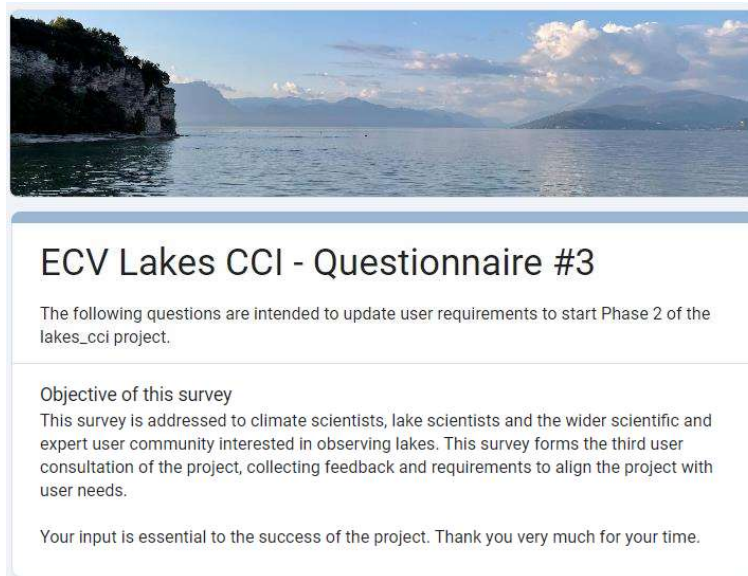 ECV Lakes CCI - Questionnaire #3
The following questions are intended to update user requirements to start Phase 2 of the
lakes_cci project.
Objective of this survey
This survey is addressed to climate scientists, lake scientists and the wider scientific and
expert user community interested in observing lakes. This survey forms the third user
consultation of the project, collecting feedback and requirements to align the project with
user needs.
Your input is essential to the success of the project. Thank you very much for your time.